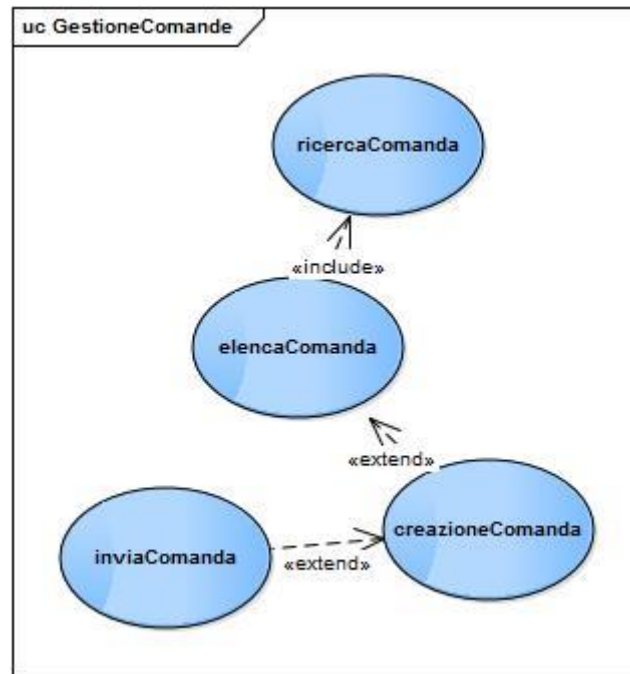 uc GestioneComande
ricercaComanda
«include»
elencaComanda
«extend»
creazioneComanda
inviaComanda
«extend»